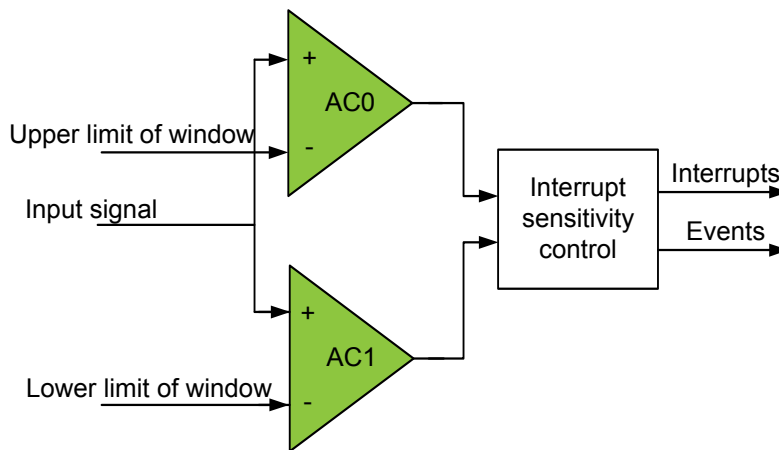 +
AC0
-
Upper limit of window
Input signal
Interrupt
sensitivity
control
Interrupts
Events
+
AC1
-
Lower limit of window